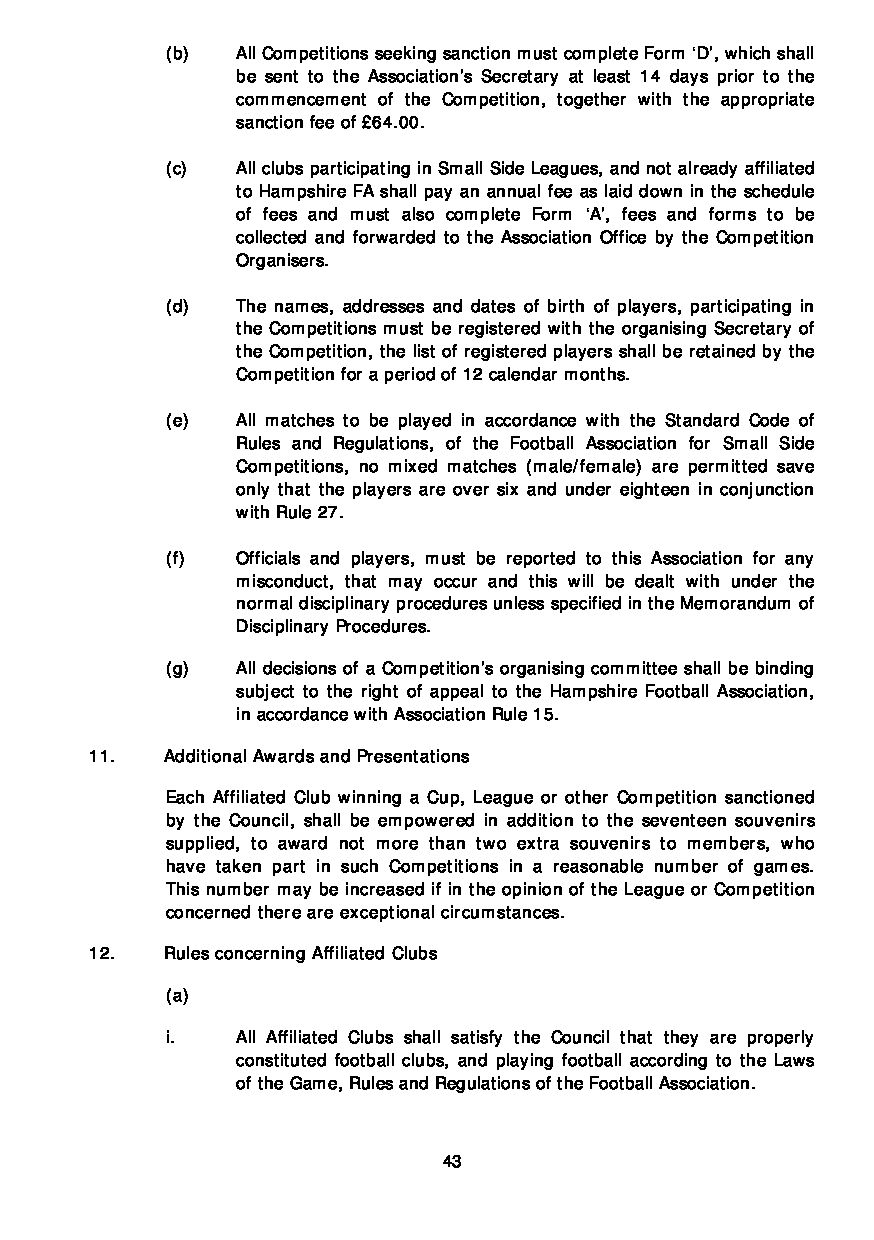 (b) All Competitions seeking sanction must complete Form ‘D’, which shall
be sent to the Association’s Secretary at least 14 days prior to the
commencement of the Competition, together with the appropriate
sanction fee of £64.00.
(c) All clubs participating in Small Side Leagues, and not already affiliated
to Hampshire FA shall pay an annual fee as laid down in the schedule
of fees and must also complete Form ‘A’, fees and forms to be
collected and forwarded to the Association Office by the Competition
Organisers.
(d) The names, addresses and dates of birth of players, participating in
the Competitions must be registered with the organising Secretary of
the Competition, the list of registered players shall be retained by the
Competition for a period of 12 calendar months.
(e) All matches to be played in accordance with the Standard Code of
Rules and Regulations, of the Football Association for Small Side
Competitions, no mixed matches (male/female) are permitted save
only that the players are over six and under eighteen in conjunction
with Rule 27.
(f) Officials and players, must be reported to this Association for any
misconduct, that may occur and this will be dealt with under the
normal disciplinary procedures unless specified in the Memorandum of
Disciplinary Procedures.
(g) All decisions of a Competition’s organising committee shall be binding
subject to the right of appeal to the Hampshire Football Association,
in accordance with Association Rule 15.
11. Additional Awards and Presentations
Each Affiliated Club winning a Cup, League or other Competition sanctioned
by the Council, shall be empowered in addition to the seventeen souvenirs
supplied, to award not more than two extra souvenirs to members, who
have taken part in such Competitions in a reasonable number of games.
This number may be increased if in the opinion of the League or Competition
concerned there are exceptional circumstances.
12. Rules concerning Affiliated Clubs
(a)
i. All Affiliated Clubs shall satisfy the Council that they are properly
constituted football clubs, and playing football according to the Laws
of the Game, Rules and Regulations of the Football Association.
43